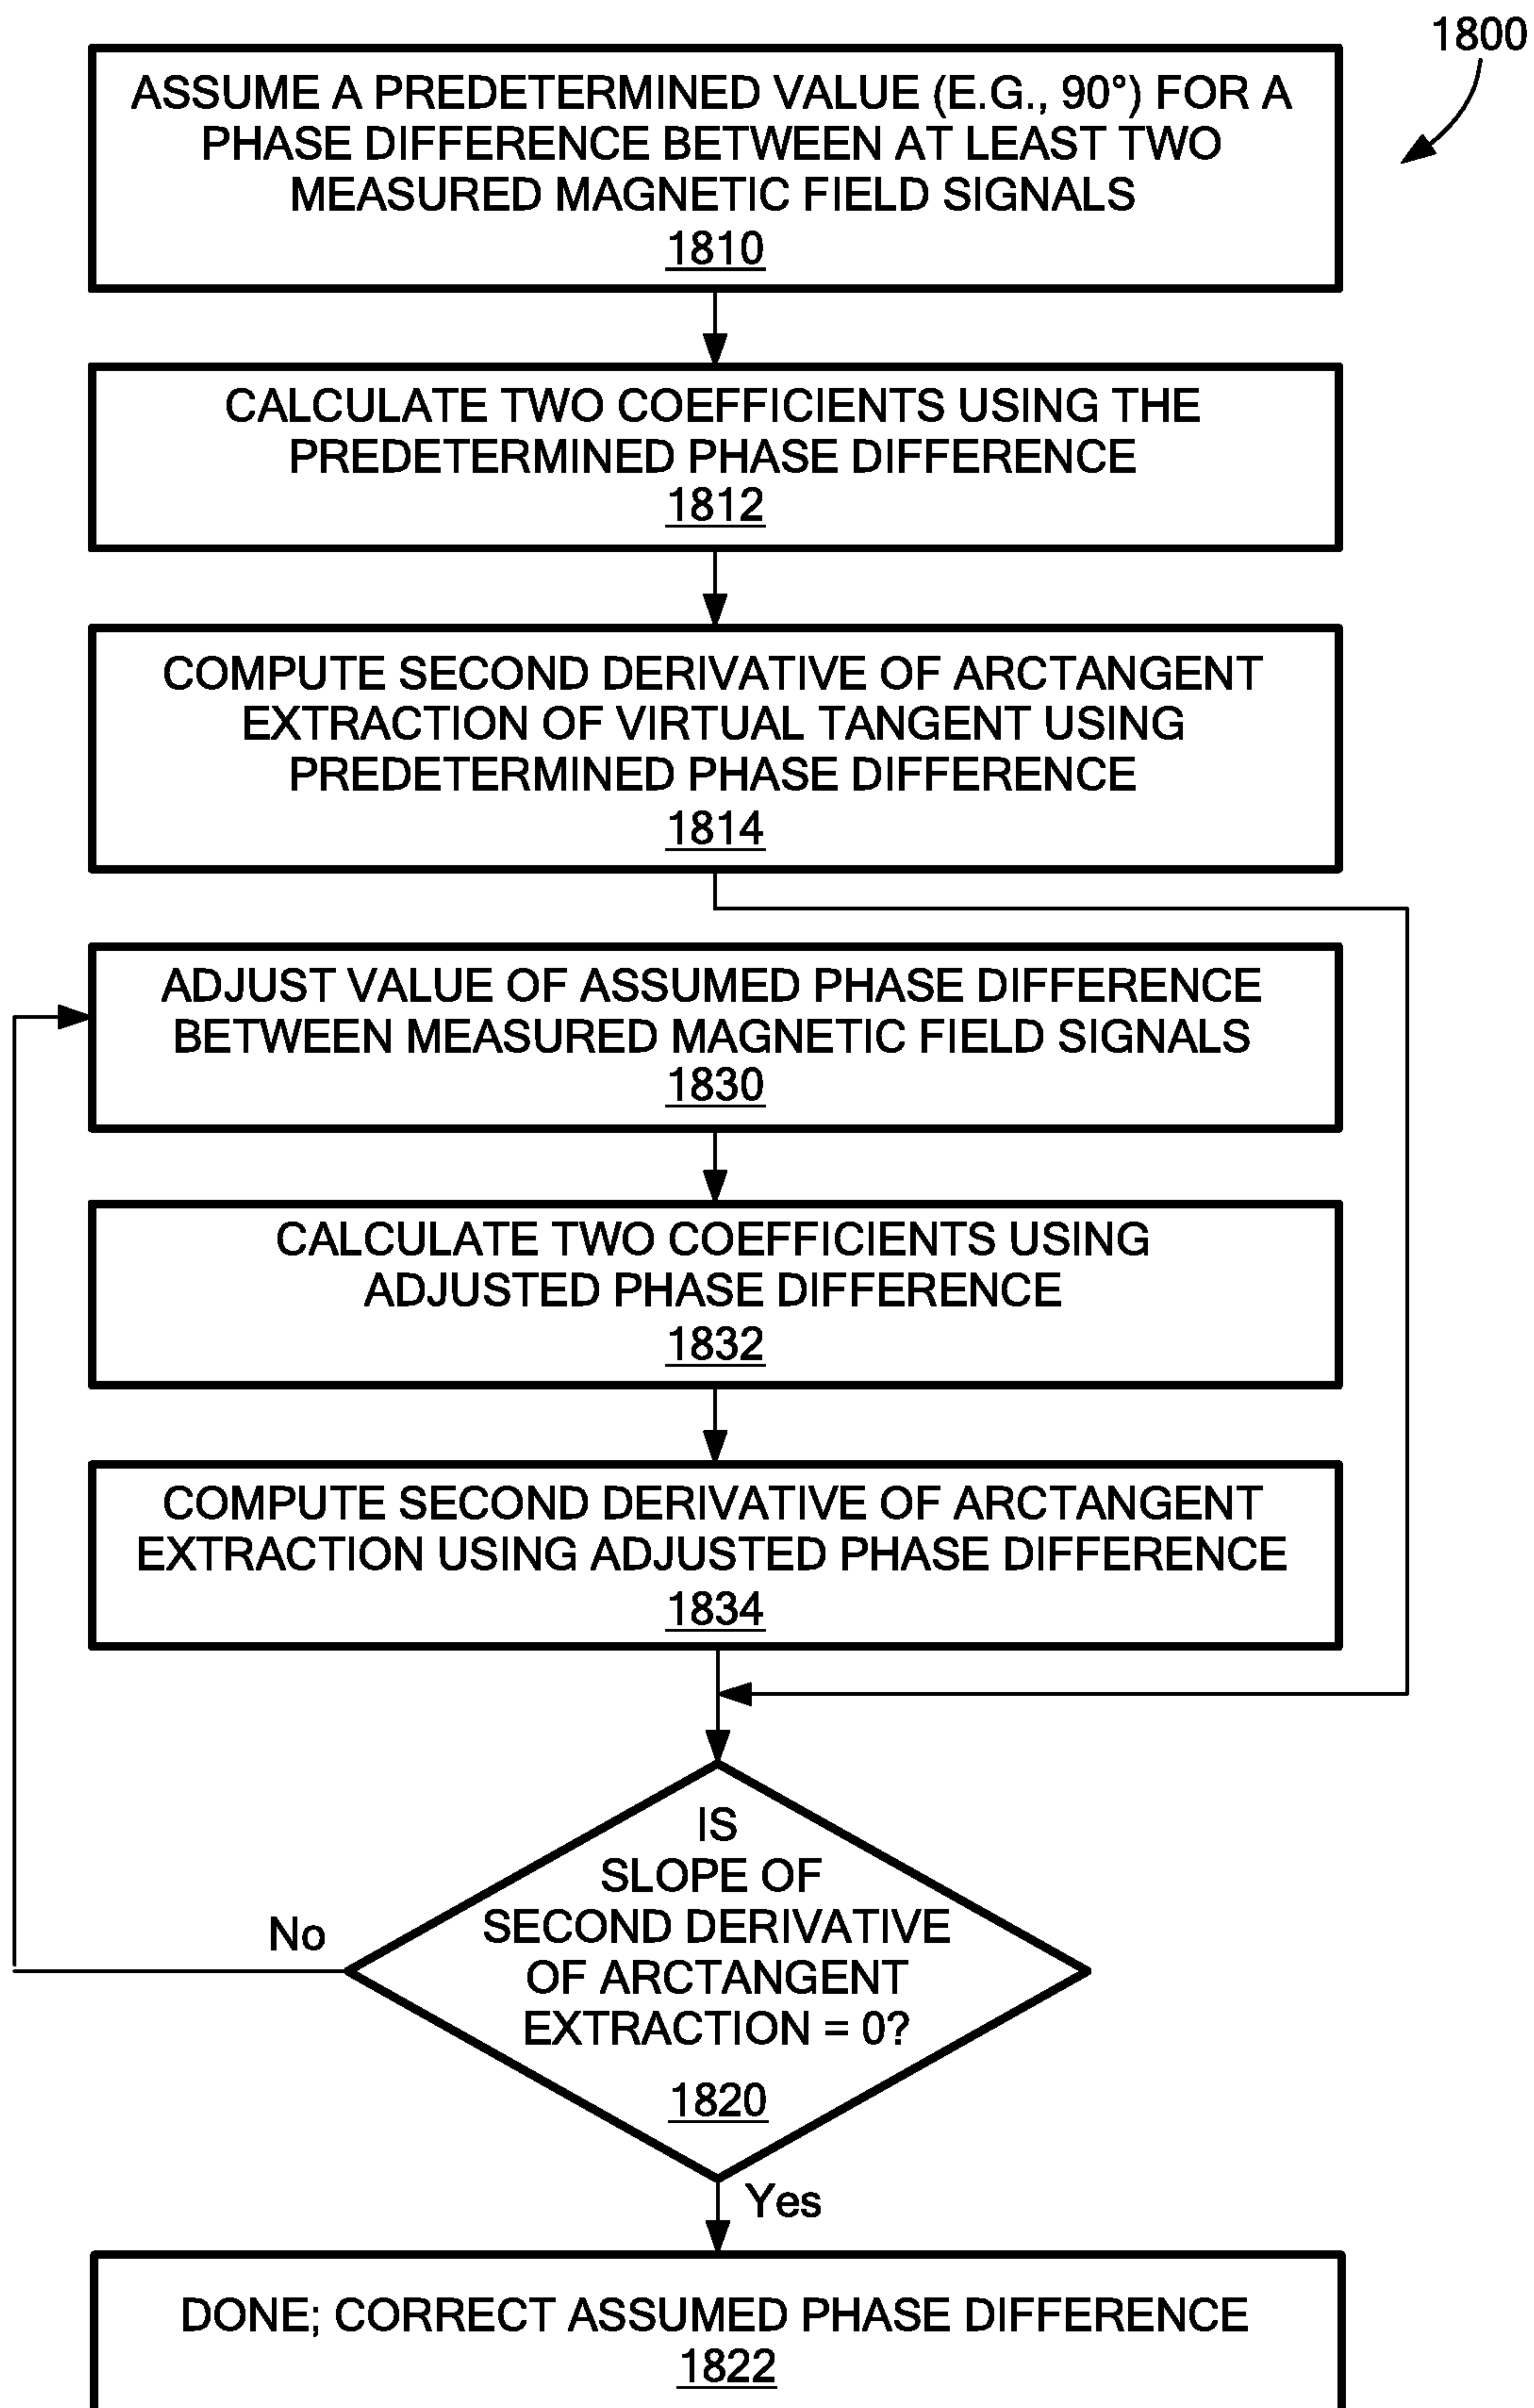 1800
ASSUME A PREDETERMINED VALUE (E.G., 90°) FOR A
PHASE DIFFERENCE BETWEEN AT LEAST TWO
MEASURED MAGNETIC FIELD SIGNALS
1810
CALCULATE TWO COEFFICIENTS USING THE
PREDETERMINED PHASE DIFFERENCE
1812
COMPUTE SECOND DERIVATIVE OF ARCTANGENT
EXTRACTION OF VIRTUAL TANGENT USING
PREDETERMINED PHASE DIFFERENCE
1814
ADJUST VALUE OF ASSUMED PHASE DIFFERENCE
BETWEEN MEASURED MAGNETIC FIELD SIGNALS
1830
CALCULATE TWO COEFFICIENTS USING
ADJUSTED PHASE DIFFERENCE
1832
COMPUTE SECOND DERIVATIVE OF ARCTANGENT
EXTRACTION USING ADJUSTED PHASE DIFFERENCE
1834
IS
SLOPE OF
SECOND DERIVATIVE
OF ARCTANGENT
EXTRACTION = 0?
1820
No
Yes
DONE; CORRECT ASSUMED PHASE DIFFERENCE
1822